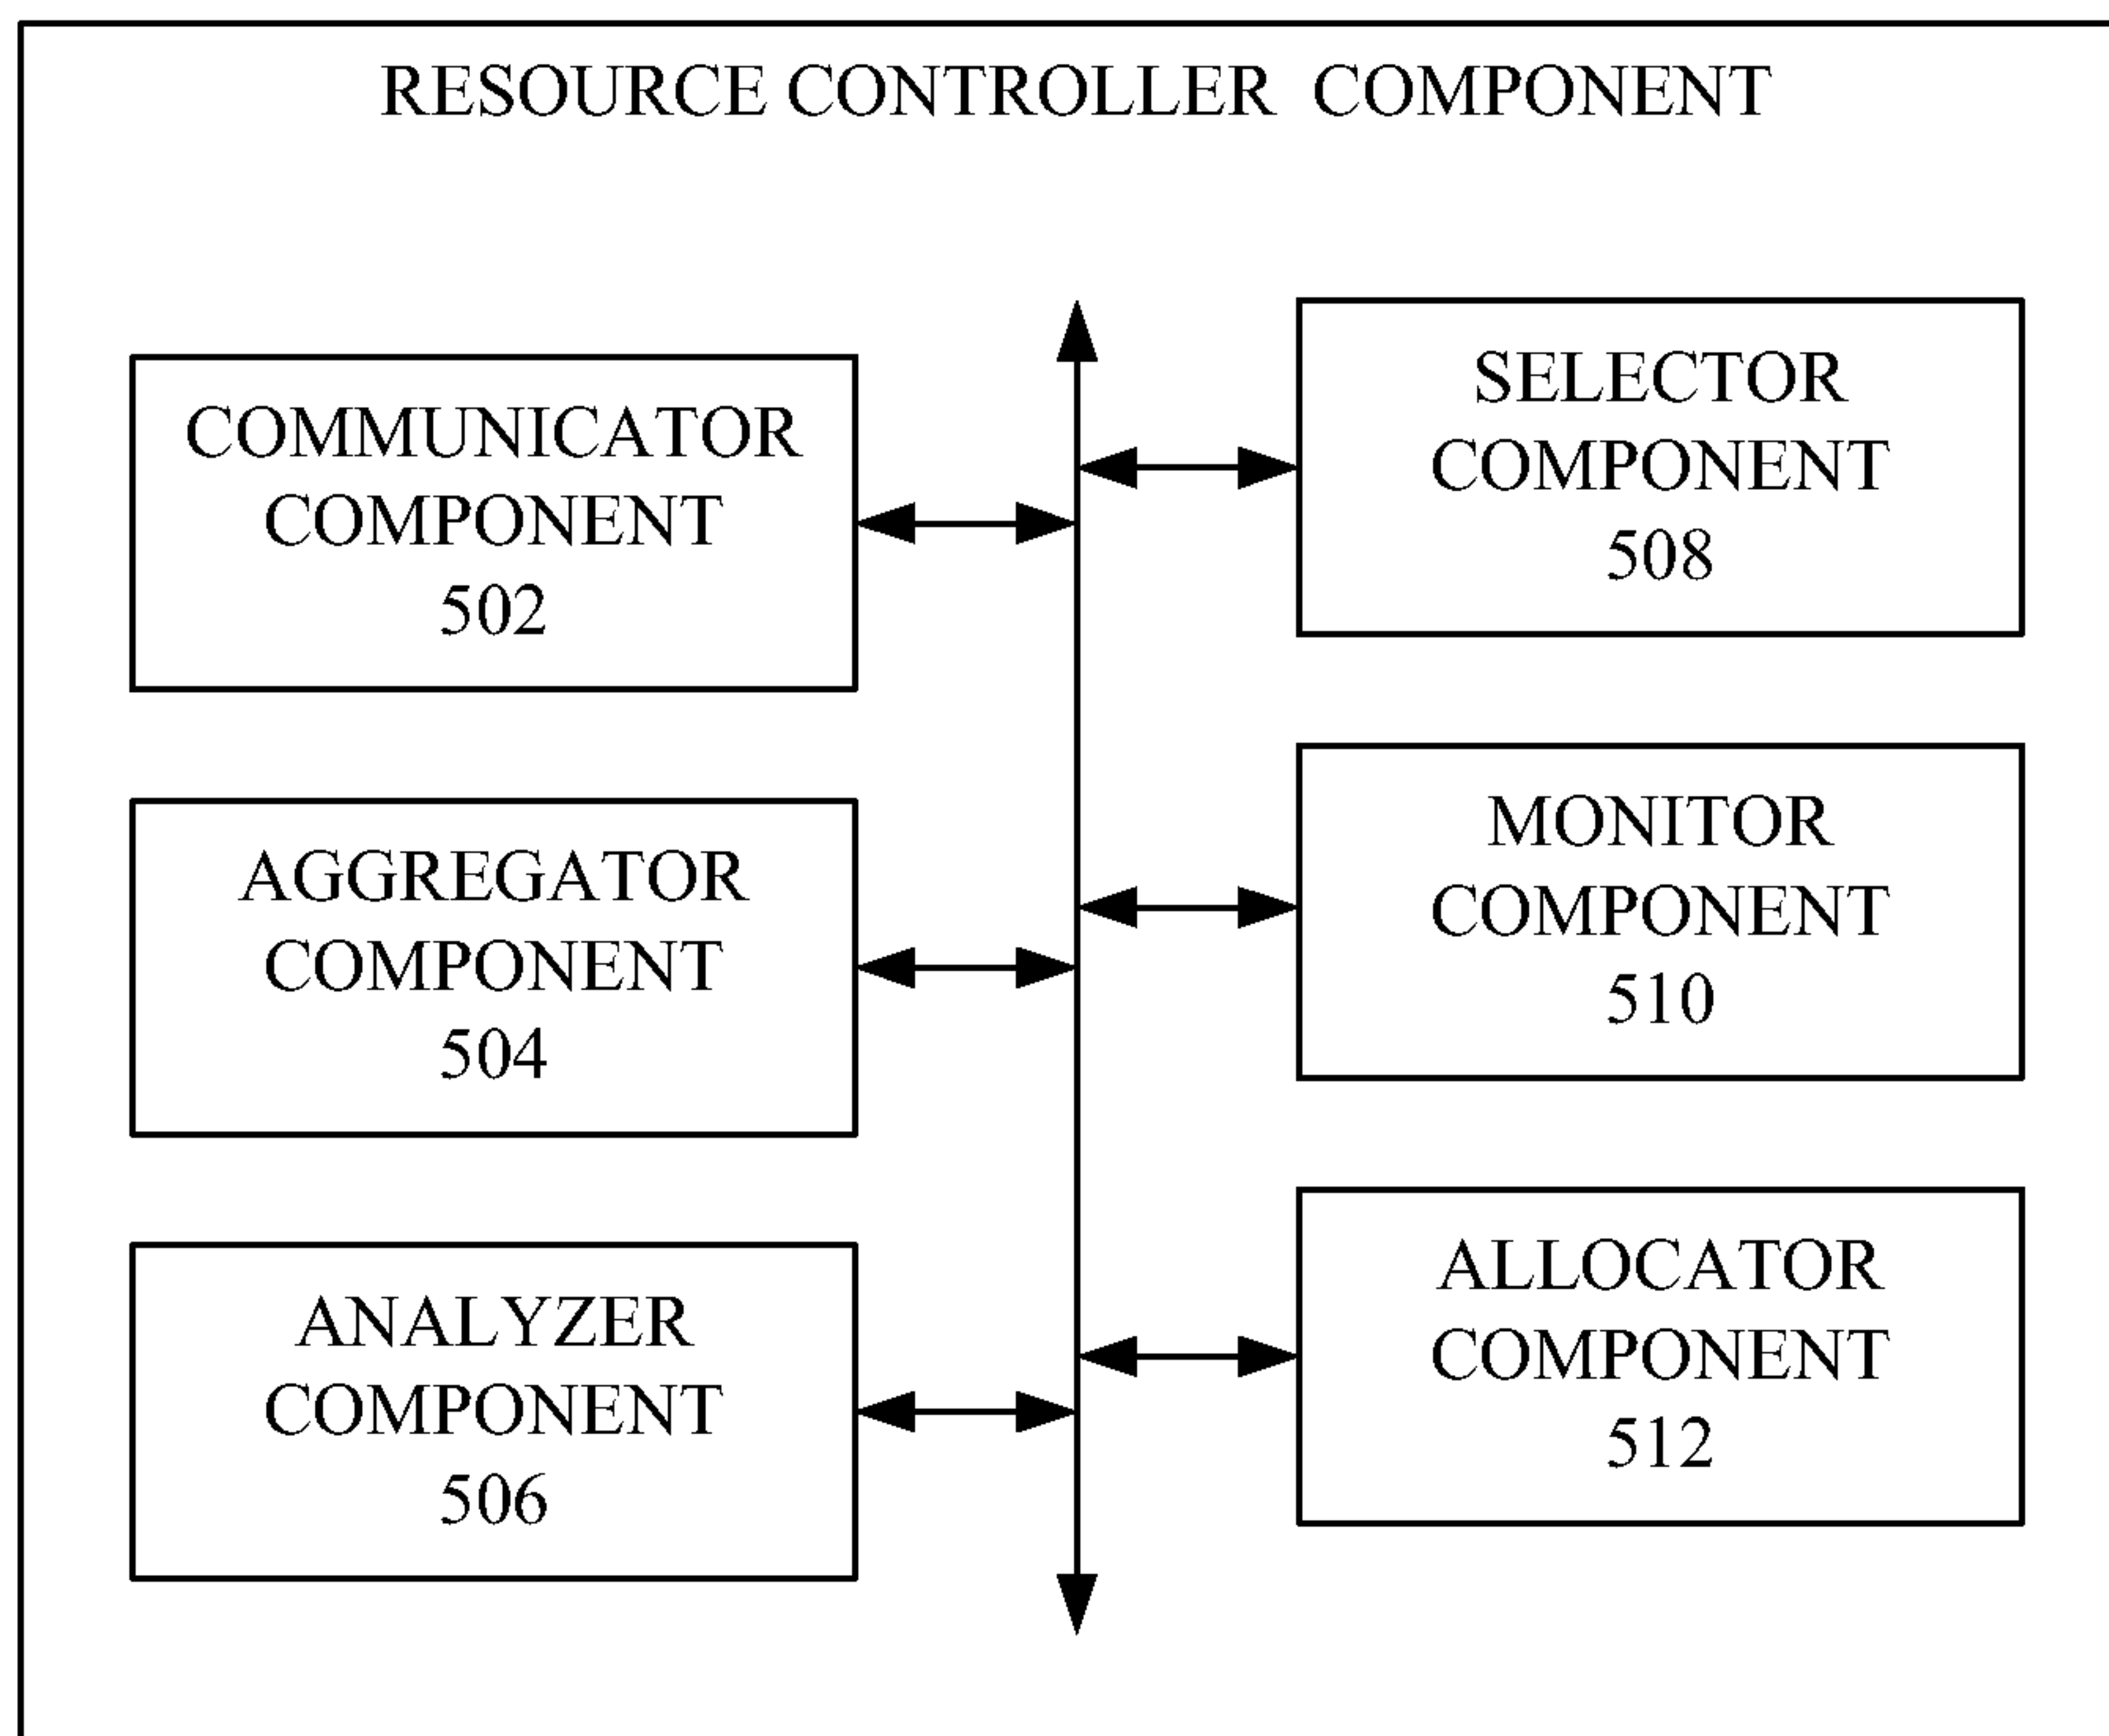 RESOURCE CONTROLLER COMPONENT
COMMUNICATOR
COMPONENT
502
AGGREGATOR
COMPONENT
504
ANALYZER
COMPONENT
506
SELECTOR
COMPONENT
508
MONITOR
COMPONENT
510
ALLOCATOR
COMPONENT
512